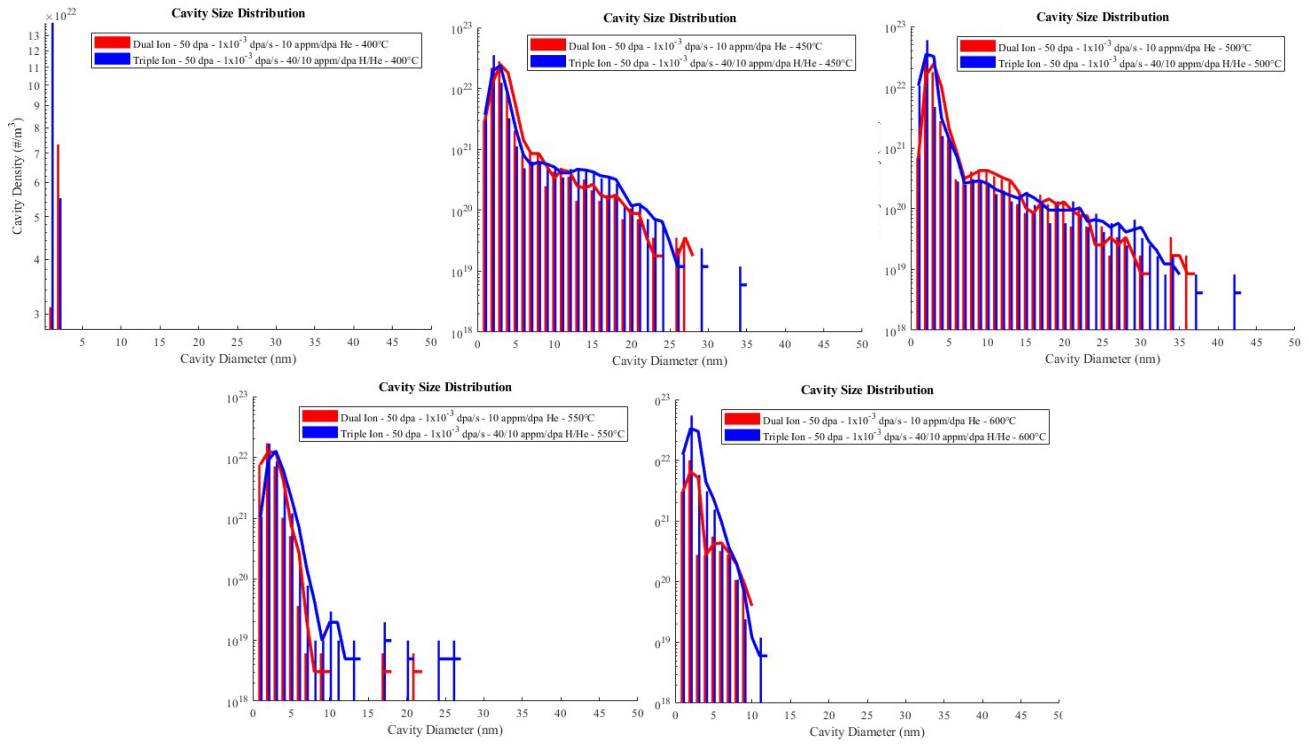 Cavity Size Distribution
×10^22
Dual Ion - 50 dpa - 1x10^-3 dpa/s - 10 appm/dpa He - 400°C
Triple Ion - 50 dpa - 1x10^-3 dpa/s - 40/10 appm/dpa H/He - 400°C
Cavity Density (#/m^3)
13
12
11
10
9
8
7
6
5
4
3
5 10 15 20 25 30 35 40 45 50
Cavity Diameter (nm)
Cavity Size Distribution
Dual Ion - 50 dpa - 1x10^-3 dpa/s - 10 appm/dpa He - 450°C
Triple Ion - 50 dpa - 1x10^-3 dpa/s - 40/10 appm/dpa H/He - 450°C
10^23
10^22
10^21
10^20
10^19
10^18
0 5 10 15 20 25 30 35 40 45 50
Cavity Diameter (nm)
Cavity Size Distribution
Dual Ion - 50 dpa - 1x10^-3 dpa/s - 10 appm/dpa He - 500°C
Triple Ion - 50 dpa - 1x10^-3 dpa/s - 40/10 appm/dpa H/He - 500°C
10^23
10^22
10^21
10^20
10^19
10^18
0 5 10 15 20 25 30 35 40 45 50
Cavity Diameter (nm)
Cavity Size Distribution
Dual Ion - 50 dpa - 1x10^-3 dpa/s - 10 appm/dpa He - 550°C
Triple Ion - 50 dpa - 1x10^-3 dpa/s - 40/10 appm/dpa H/He - 550°C
10^23
10^22
10^21
10^20
10^19
10^18
0 5 10 15 20 25 30 35 40 45 50
Cavity Diameter (nm)
Cavity Size Distribution
Dual Ion - 50 dpa - 1x10^-3 dpa/s - 10 appm/dpa He - 600°C
Triple Ion - 50 dpa - 1x10^-3 dpa/s - 40/10 appm/dpa H/He - 600°C
0^23
0^22
0^21
0^20
0^19
0^18
0 5 10 15 20 25 30 35 40 45 50
Cavity Diameter (nm)